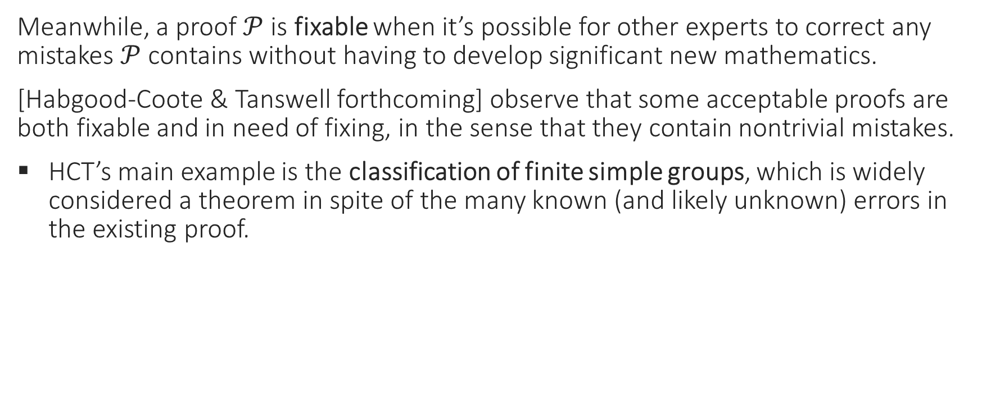 Meanwhile, a proof 𝒫 is fixable when it’s possible for other experts to correct any
mistakes 𝒫 contains without having to develop significant new mathematics.
[Habgood-Coote & Tanswell forthcoming] observe that some acceptable proofs are
both fixable and in need of fixing, in the sense that they contain nontrivial mistakes.
▪ HCT’s main example is the classification of finite simple groups, which is widely
considered a theorem in spite of the many known (and likely unknown) errors in
the existing proof.